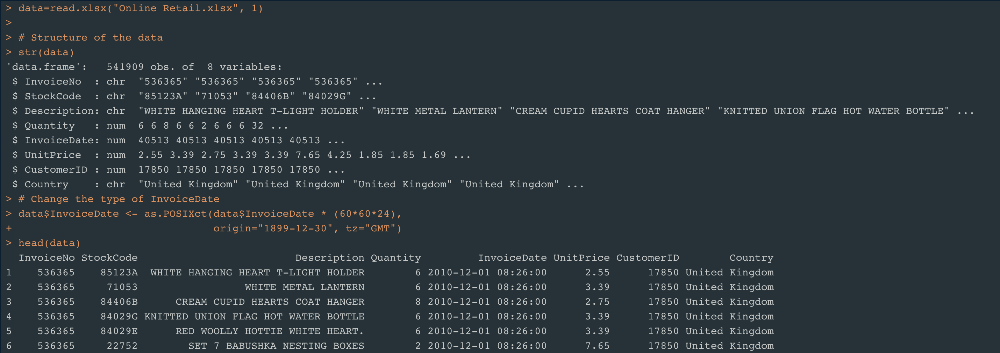 > data=read.xlsx("Online Retail.xlsx", 1)
>
> # Structure of the data
> str(data)
'data.frame':   541909 obs. of  8 variables:
 $ InvoiceNo  : chr  "536365" "536365" "536365" "536365" ...
 $ StockCode  : chr  "85123A" "71053" "84406B" "84029G" ...
 $ Description: chr  "WHITE HANGING HEART T-LIGHT HOLDER" "WHITE METAL LANTERN" "CREAM CUPID HEARTS COAT HANGER" "KNITTED UNION FLAG HOT WATER BOTTLE" ...
 $ Quantity   : num  6 6 8 6 6 2 6 6 6 32 ...
 $ InvoiceDate: num  40513 40513 40513 40513 40513 ...
 $ UnitPrice  : num  2.55 3.39 2.75 3.39 3.39 7.65 4.25 1.85 1.85 1.69 ...
 $ CustomerID : num  17850 17850 17850 17850 17850 ...
 $ Country    : chr  "United Kingdom" "United Kingdom" "United Kingdom" "United Kingdom" ...
> # Change the type of InvoiceDate
> data$InvoiceDate <- as.POSIXct(data$InvoiceDate * (60*60*24),
+                                origin="1899-12-30", tz="GMT")
> head(data)
  InvoiceNo StockCode                         Description Quantity         InvoiceDate UnitPrice CustomerID        Country
1    536365    85123A  WHITE HANGING HEART T-LIGHT HOLDER        6 2010-12-01 08:26:00      2.55      17850 United Kingdom
2    536365     71053                 WHITE METAL LANTERN        6 2010-12-01 08:26:00      3.39      17850 United Kingdom
3    536365    84406B      CREAM CUPID HEARTS COAT HANGER        8 2010-12-01 08:26:00      2.75      17850 United Kingdom
4    536365    84029G KNITTED UNION FLAG HOT WATER BOTTLE        6 2010-12-01 08:26:00      3.39      17850 United Kingdom
5    536365    84029E      RED WOOLLY HOTTIE WHITE HEART.        6 2010-12-01 08:26:00      3.39      17850 United Kingdom
6    536365     22752        SET 7 BABUSHKA NESTING BOXES        2 2010-12-01 08:26:00      7.65      17850 United Kingdom